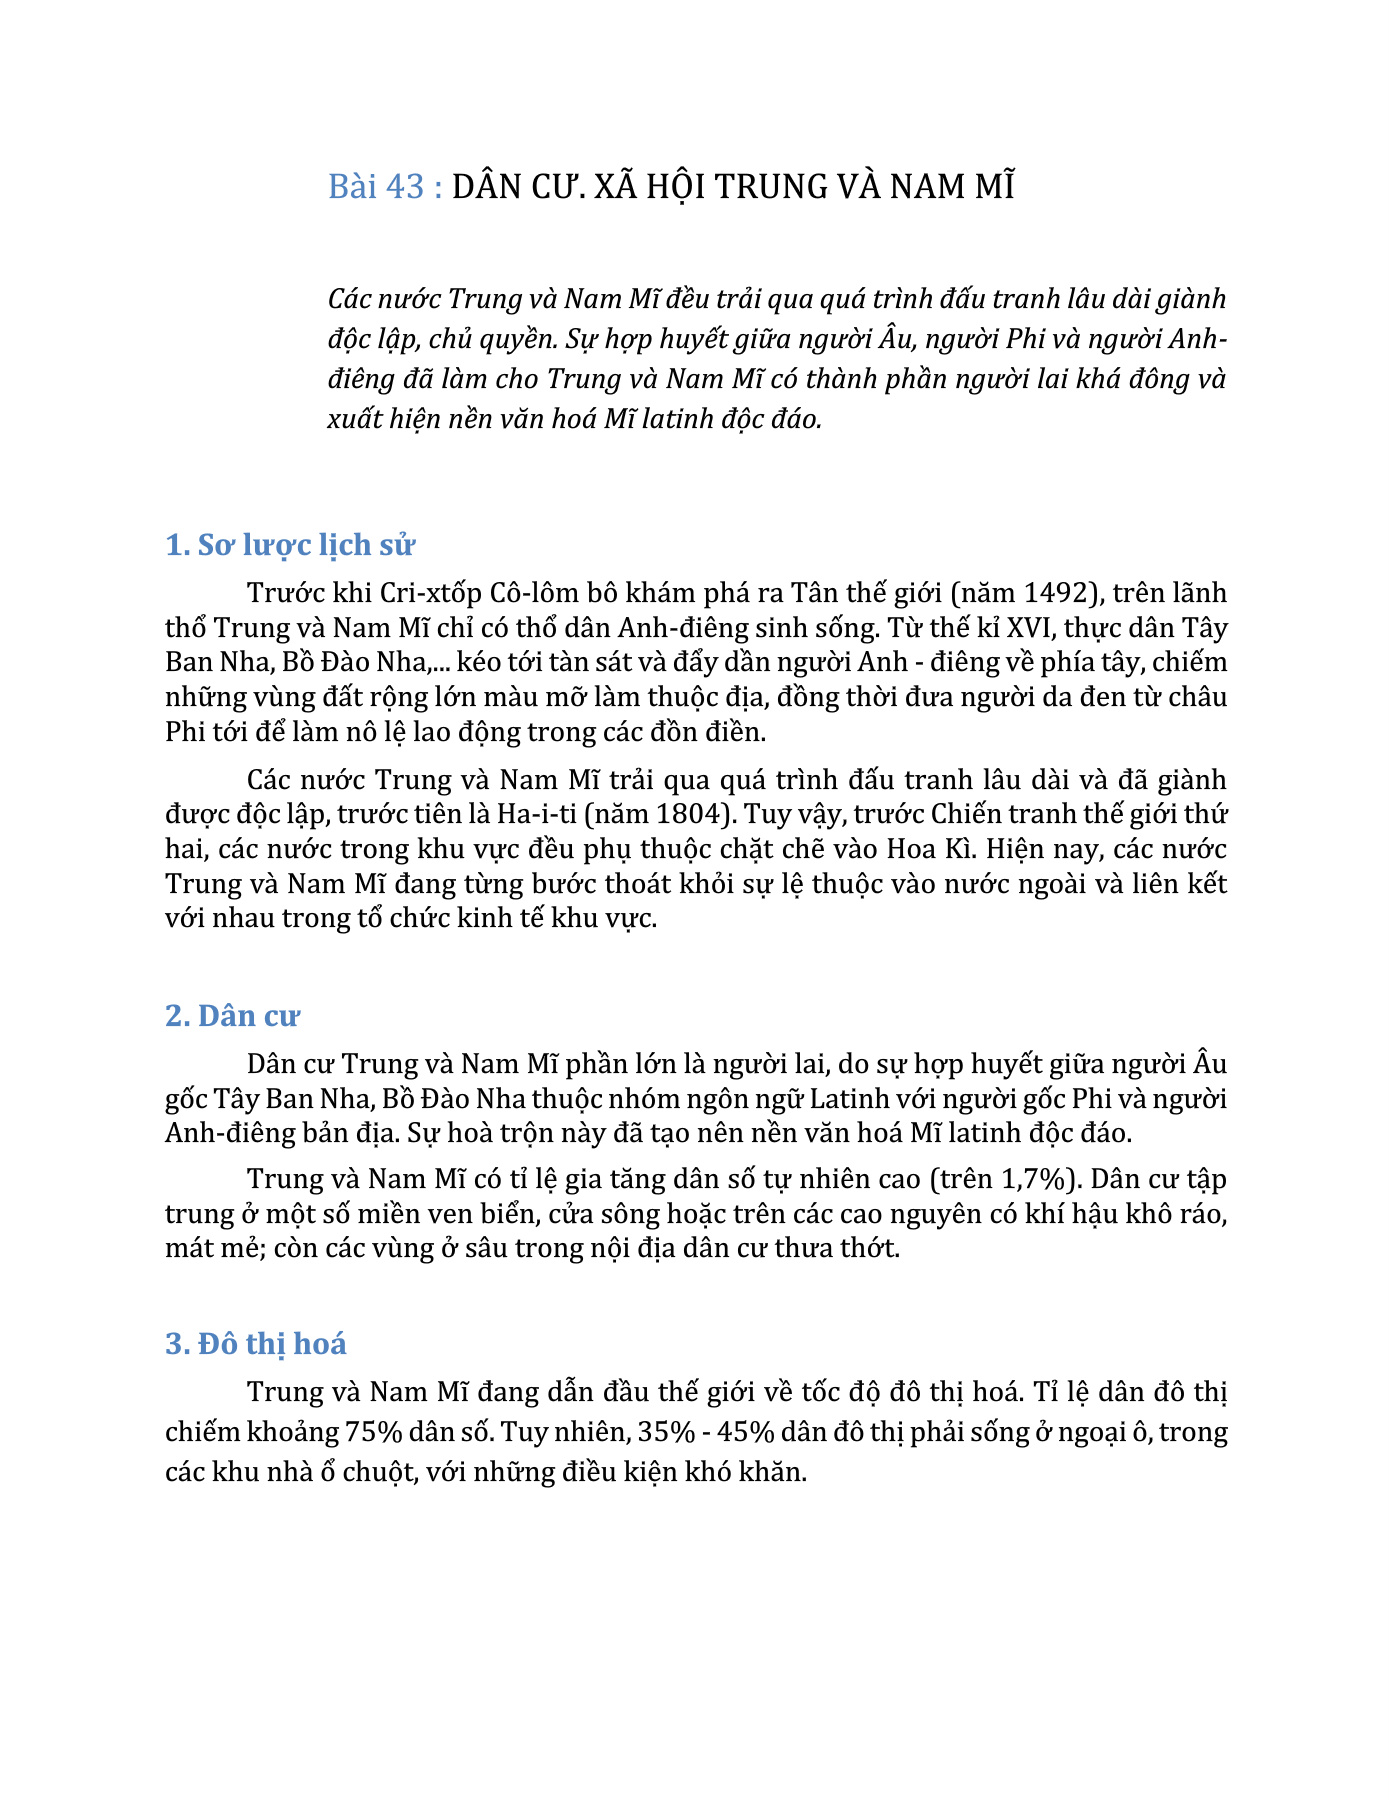 Bài 43 : DÂN CƯ. XÃ HỘI TRUNG VÀ NAM MĨ
Các nước Trung và Nam Mĩ đều trải qua quá trình đấu tranh lâu dài giành
độc lập, chủ quyền. Sự hợp huyết giữa người Âu, người Phi và người Anh-
điêng đã làm cho Trung và Nam Mĩ có thành phần người lai khá đông và
xuất hiện nền văn hoá Mĩ latinh độc đáo.
1. Sơ lược lịch sử
Trước khi Cri-xtốp Cô-lôm bô khám phá ra Tân thế giới (năm 1492), trên lãnh
thổ Trung và Nam Mĩ chỉ có thổ dân Anh-điêng sinh sống. Từ thế kỉ XVI, thực dân Tây
Ban Nha, Bồ Đào Nha,... kéo tới tàn sát và đẩy dần người Anh - điêng về phía tây, chiếm
những vùng đất rộng lớn màu mỡ làm thuộc địa, đồng thời đưa người da đen từ châu
Phi tới để làm nô lệ lao động trong các đồn điền.
Các nước Trung và Nam Mĩ trải qua quá trình đấu tranh lâu dài và đã giành
được độc lập, trước tiên là Ha-i-ti (năm 1804). Tuy vậy, trước Chiến tranh thế giới thứ
hai, các nước trong khu vực đều phụ thuộc chặt chẽ vào Hoa Kì. Hiện nay, các nước
Trung và Nam Mĩ đang từng bước thoát khỏi sự lệ thuộc vào nước ngoài và liên kết
với nhau trong tổ chức kinh tế khu vực.
2. Dân cư
Dân cư Trung và Nam Mĩ phần lớn là người lai, do sự hợp huyết giữa người Âu
gốc Tây Ban Nha, Bồ Đào Nha thuộc nhóm ngôn ngữ Latinh với người gốc Phi và người
Anh-điêng bản địa. Sự hoà trộn này đã tạo nên nền văn hoá Mĩ latinh độc đáo.
Trung và Nam Mĩ có tỉ lệ gia tăng dân số tự nhiên cao (trên 1,7%). Dân cư tập
trung ở một số miền ven biển, cửa sông hoặc trên các cao nguyên có khí hậu khô ráo,
mát mẻ; còn các vùng ở sâu trong nội địa dân cư thưa thớt.
3. Đô thị hoá
Trung và Nam Mĩ đang dẫn đầu thế giới về tốc độ đô thị hoá. Tỉ lệ dân đô thị
chiếm khoảng 75% dân số. Tuy nhiên, 35% - 45% dân đô thị phải sống ở ngoại ô, trong
các khu nhà ổ chuột, với những điều kiện khó khăn.